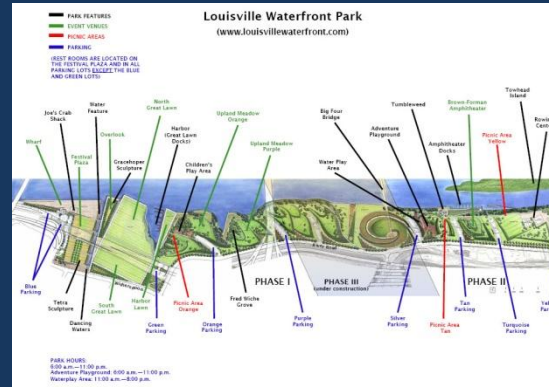 PARK FEATURES
EVENT VENUES
PICNIC AREAS
PARKING
(REST ROOMS ARE LOCATED ON
THE FESTIVAL PLAZA AND IN ALL
PARKING LOTS EXCEPT THE BLUE
AND GREEN LOTS)
Louisville Waterfront Park
(www.louisvillewaterfront.com)
Wharf
Joe's Crab
Shack
Festival
Plaza
Water
Feature
Overlook
Gracehoper
Sculpture
North
Great Lawn
Harbor
(Great Lawn
Docks)
Children's
Play Area
Upland Meadow
Orange
Upland Meadow
Purple
Big Four
Bridge
Water Play
Area
Adventure
Playground
Tumbleweed
Amphitheater
Docks
Brown-Forman
Amphitheater
Picnic Area
Yellow
Towhead
Island
Rowing
Blue
Parking
Tetra
Sculpture
Dancing
Waters
South
Great Lawn
Harbor
Lawn
Green
Parking
Picnic Area
Orange
Orange
Parking
Fred Wiche
Grove
PHASE I
Purple
Parking
PHASE III
(under construction)
Silver
Parking
Picnic Area
Tan
PHASE II
Tan
Parking
Turquoise
Parking
PARK HOURS:
6:00 a.m.—11:00 p.m.
Adventure Playground: 6:00 a.m.—11:00 p.m.
Waterplay Area: 11:00 a.m.—8:00 p.m.